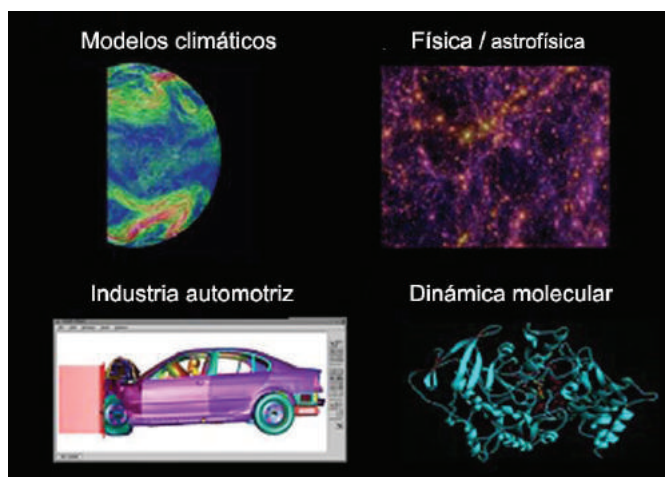 Modelos climáticos
Física / astrofísica
Industria automotriz
Dinámica molecular